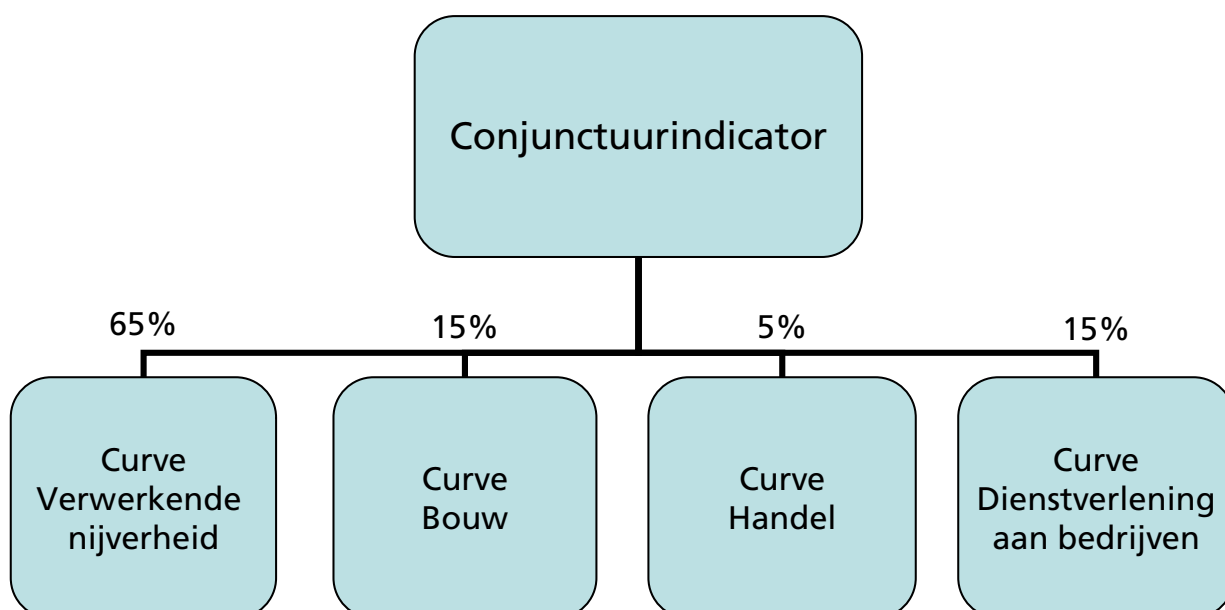 Conjunctuurindicator
65%
15%
5%
15%
Curve
Verwerkende
nijverheid
Curve
Bouw
Curve
Handel
Curve
Dienstverlening
aan bedrijven